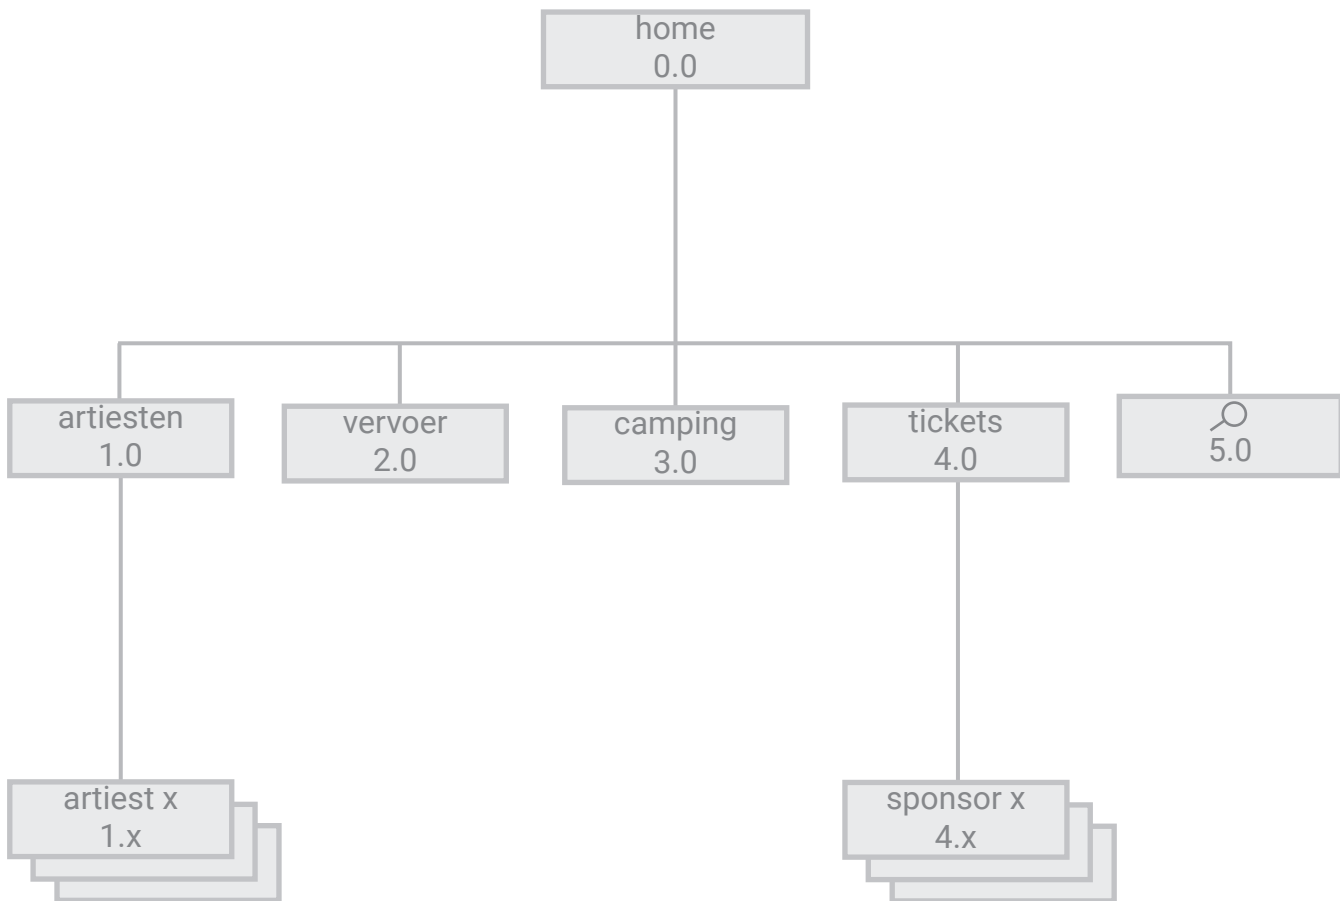 home
0.0
artiesten
1.0
vervoer
2.0
camping
3.0
tickets
4.0
5.0
artiest x
1.x
sponsor x
4.x